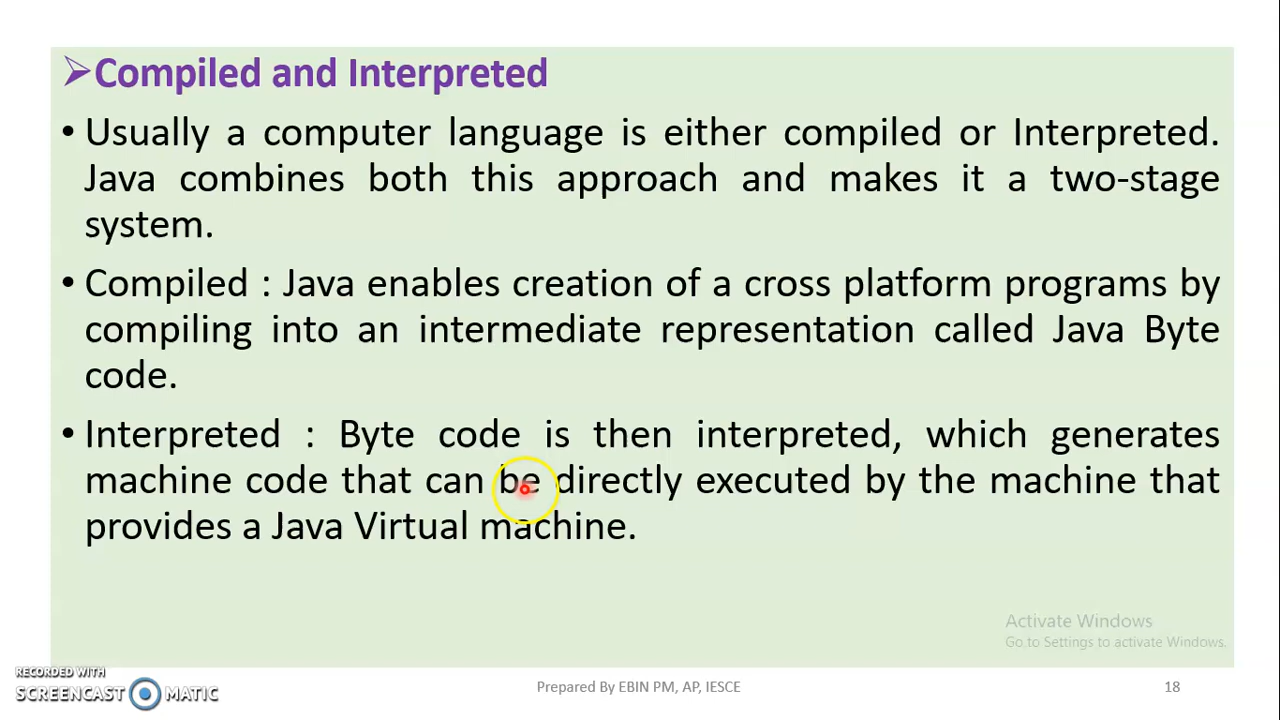 ➢Compiled and Interpreted
• Usually a computer language is either compiled or Interpreted.
Java combines both this approach and makes it a two-stage
system.
• Compiled : Java enables creation of a cross platform programs by
compiling into an intermediate representation called Java Byte
code.
• Interpreted : Byte code is then interpreted, which generates
machine code that can be directly executed by the machine that
provides a Java Virtual machine.
Activate Windows
Go to Settings to activate Windows.
RECORDED WITH
SCREENCAST MATIC
Prepared By EBIN PM, AP, IESCE
18